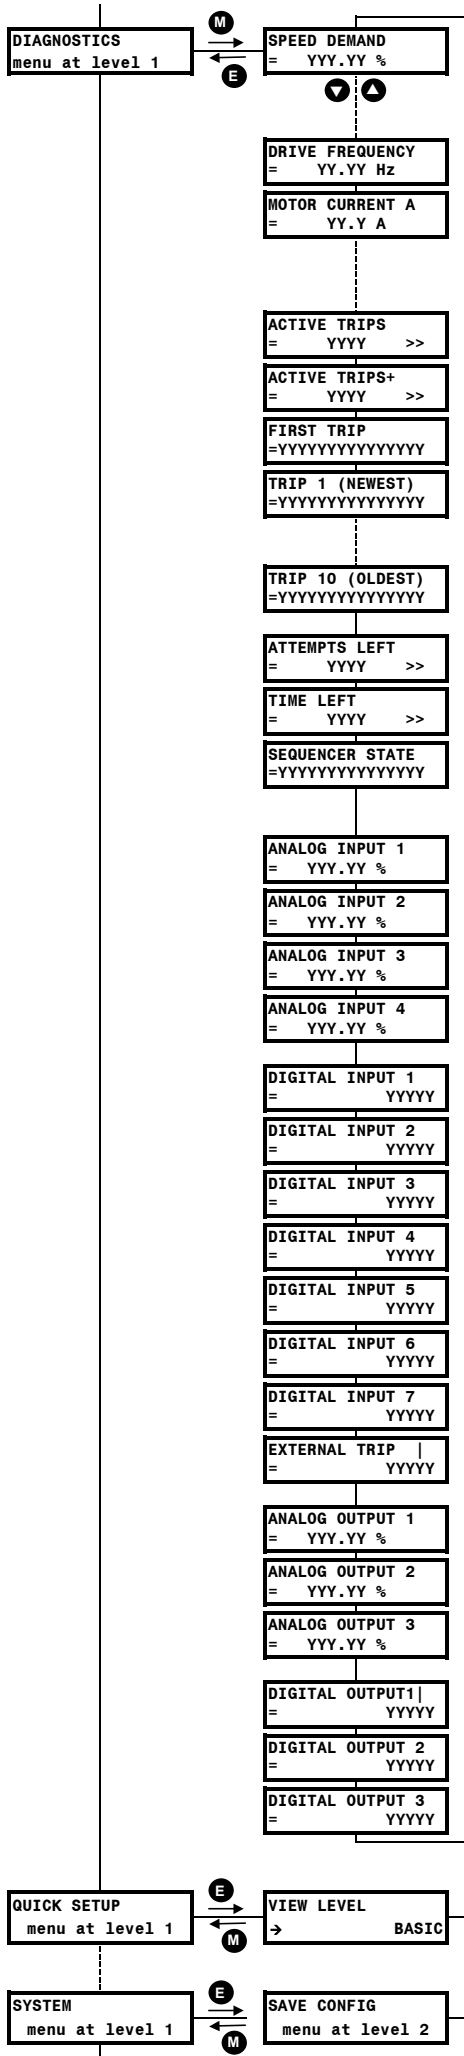 M
DIAGNOSTICS
menu at level 1
SPEED DEMAND
= YYY.YY %
E
DRIVE FREQUENCY
= YY.YY Hz
MOTOR CURRENT A
= YY.Y A
ACTIVE TRIPS
= YYYY >>
ACTIVE TRIPS+
= YYYY >>
FIRST TRIP
=YYYYYYYYYYYYYYY
TRIP 1 (NEWEST)
=YYYYYYYYYYYYYYY
TRIP 10 (OLDEST)
=YYYYYYYYYYYYYYY
ATTEMPTS LEFT
= YYYY >>
TIME LEFT
= YYYY >>
SEQUENCER STATE
=YYYYYYYYYYYYYYY
ANALOG INPUT 1
= YYY.YY %
ANALOG INPUT 2
= YYY.YY %
ANALOG INPUT 3
= YYY.YY %
ANALOG INPUT 4
= YYY.YY %
DIGITAL INPUT 1
= YYYYY
DIGITAL INPUT 2
= YYYYY
DIGITAL INPUT 3
= YYYYY
DIGITAL INPUT 4
= YYYYY
DIGITAL INPUT 5
= YYYYY
DIGITAL INPUT 6
= YYYYY
DIGITAL INPUT 7
= YYYYY
EXTERNAL TRIP |
= YYYYY
ANALOG OUTPUT 1
= YYY.YY %
ANALOG OUTPUT 2
= YYY.YY %
ANALOG OUTPUT 3
= YYY.YY %
DIGITAL OUTPUT1|
= YYYYY
DIGITAL OUTPUT 2
= YYYYY
DIGITAL OUTPUT 3
= YYYYY
E
QUICK SETUP
menu at level 1
VIEW LEVEL
→ BASIC
M
E
SYSTEM
menu at level 1
SAVE CONFIG
menu at level 2
M